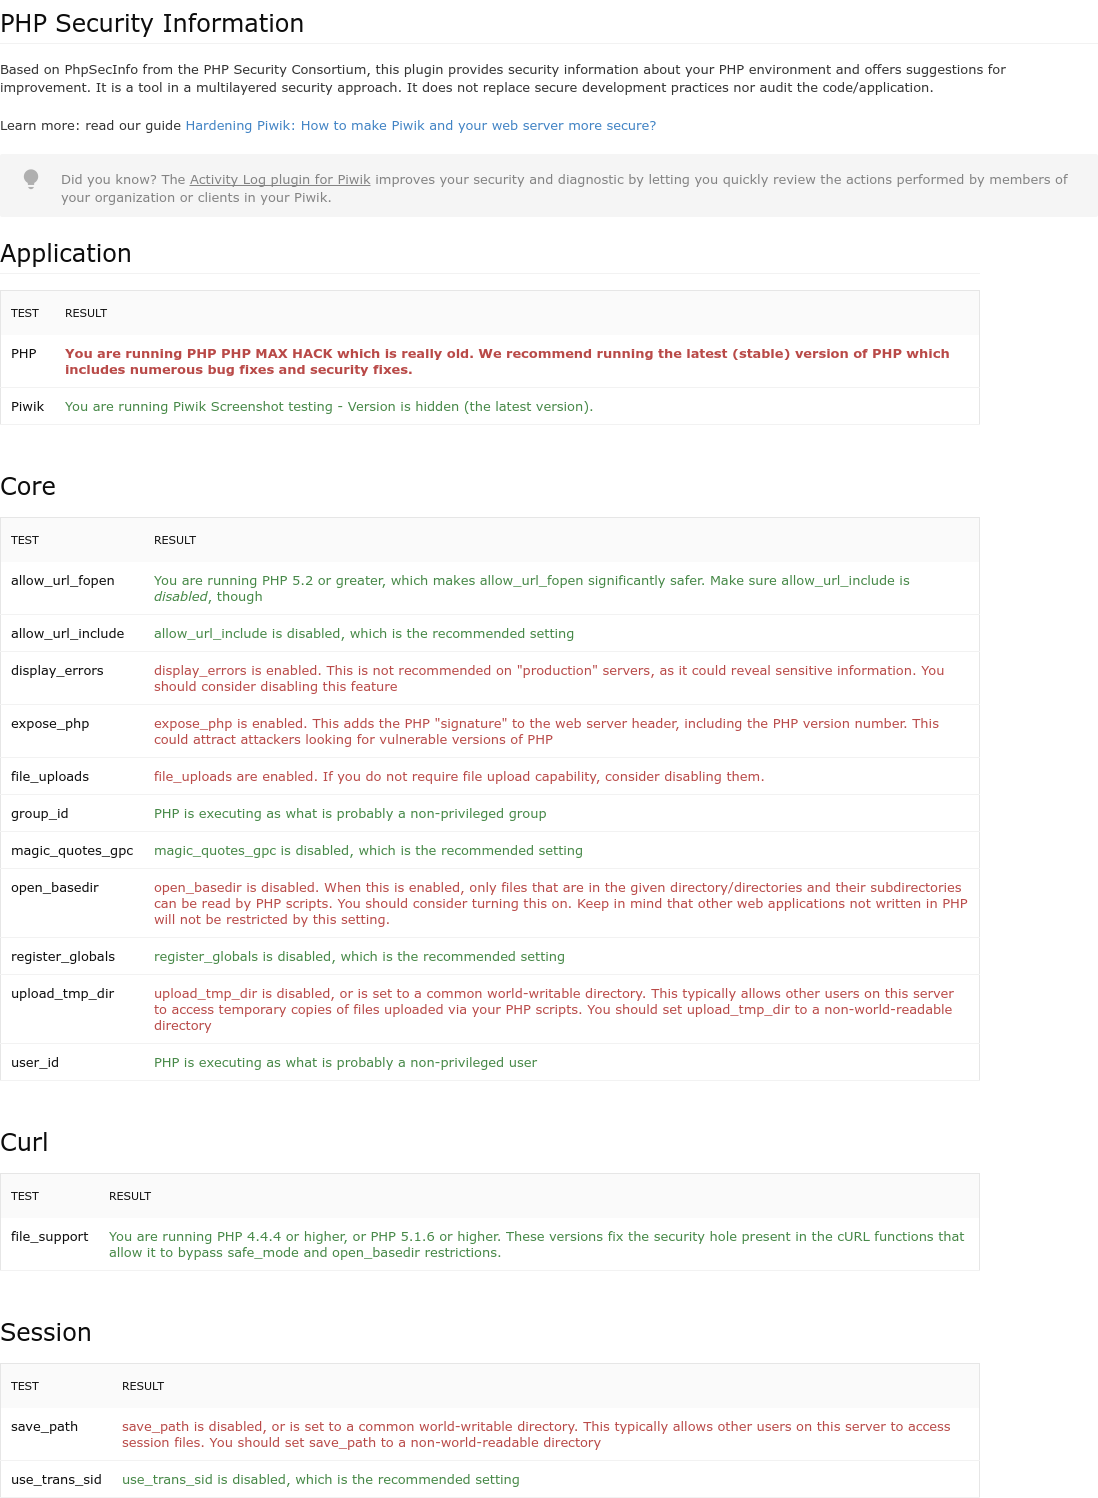 PHP Security Information
Based on PhpSecInfo from the PHP Security Consortium, this plugin provides security information about your PHP environment and offers suggestions for
improvement. It is a tool in a multilayered security approach. It does not replace secure development practices nor audit the code/application.
Learn more: read our guide Hardening Piwik: How to make Piwik and your web server more secure?
Did you know? The Activity Log plugin for Piwik improves your security and diagnostic by letting you quickly review the actions performed by members of
your organization or clients in your Piwik.
Application
TEST RESULT
PHP You are running PHP PHP MAX HACK which is really old. We recommend running the latest (stable) version of PHP which
includes numerous bug fixes and security fixes.
Piwik You are running Piwik Screenshot testing - Version is hidden (the latest version).
Core
TEST RESULT
allow_url_fopen You are running PHP 5.2 or greater, which makes allow_url_fopen significantly safer. Make sure allow_url_include is
disabled, though
allow_url_include allow_url_include is disabled, which is the recommended setting
display_errors display_errors is enabled. This is not recommended on "production" servers, as it could reveal sensitive information. You
should consider disabling this feature
expose_php expose_php is enabled. This adds the PHP "signature" to the web server header, including the PHP version number. This
could attract attackers looking for vulnerable versions of PHP
file_uploads file_uploads are enabled. If you do not require file upload capability, consider disabling them.
group_id PHP is executing as what is probably a non-privileged group
magic_quotes_gpc magic_quotes_gpc is disabled, which is the recommended setting
open_basedir open_basedir is disabled. When this is enabled, only files that are in the given directory/directories and their subdirectories
can be read by PHP scripts. You should consider turning this on. Keep in mind that other web applications not written in PHP
will not be restricted by this setting.
register_globals register_globals is disabled, which is the recommended setting
upload_tmp_dir upload_tmp_dir is disabled, or is set to a common world-writable directory. This typically allows other users on this server
to access temporary copies of files uploaded via your PHP scripts. You should set upload_tmp_dir to a non-world-readable
directory
user_id PHP is executing as what is probably a non-privileged user
Curl
TEST RESULT
file_support You are running PHP 4.4.4 or higher, or PHP 5.1.6 or higher. These versions fix the security hole present in the cURL functions that
allow it to bypass safe_mode and open_basedir restrictions.
Session
TEST RESULT
save_path save_path is disabled, or is set to a common world-writable directory. This typically allows other users on this server to access
session files. You should set save_path to a non-world-readable directory
use_trans_sid use_trans_sid is disabled, which is the recommended setting